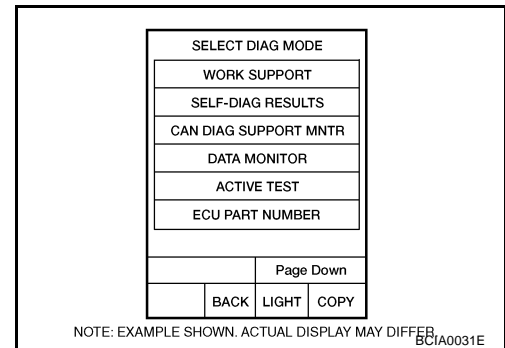 SELECT DIAG MODE
WORK SUPPORT
SELF-DIAG RESULTS
CAN DIAG SUPPORT MNTR
DATA MONITOR
ACTIVE TEST
ECU PART NUMBER
Page Down
BACK LIGHT COPY
NOTE: EXAMPLE SHOWN. ACTUAL DISPLAY MAY DIFFER.
BCIA0031E